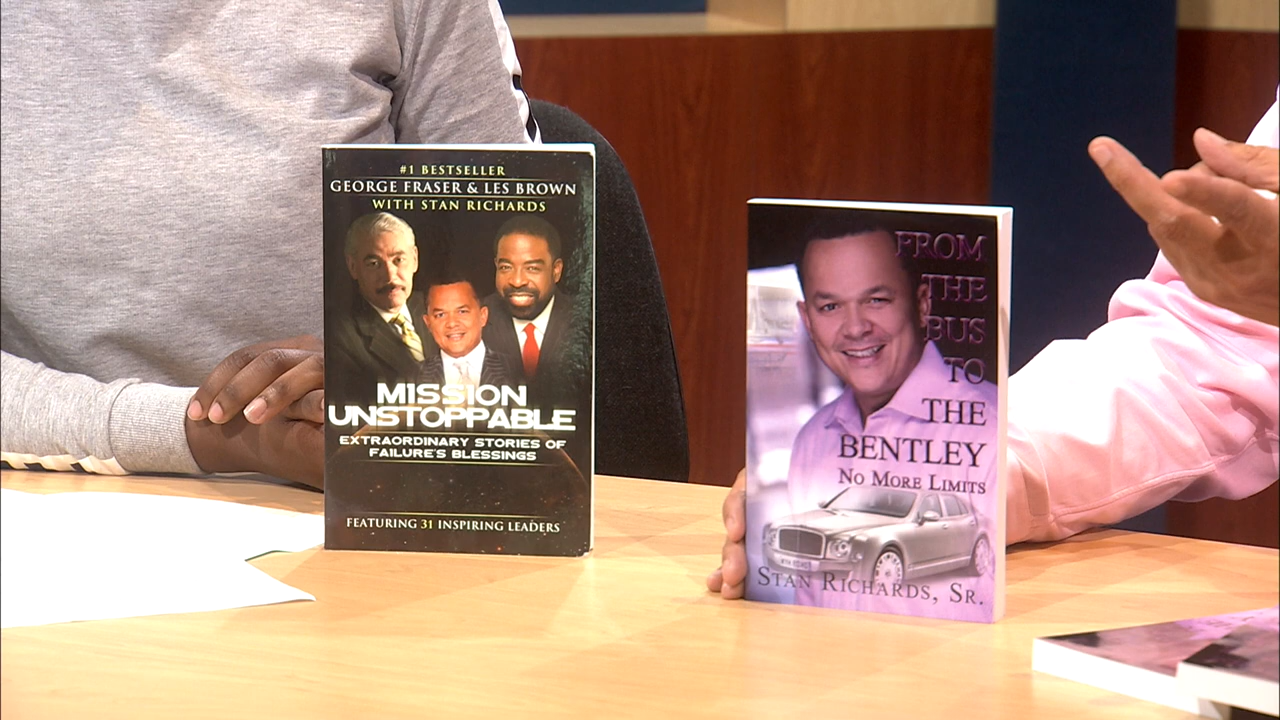 #1 BESTSELLER
GEORGE FRASER & LES BROWN
WITH STAN RICHARDS
MISSION
UNSTOPPABLE
EXTRAORDINARY STORIES OF
FAILURE'S BLESSINGS
FEATURING 31 INSPIRING LEADERS
FROM
THE
BUS
TO
THE
BENTLEY
NO MORE LIMITS
STAN RICHARDS, SR.